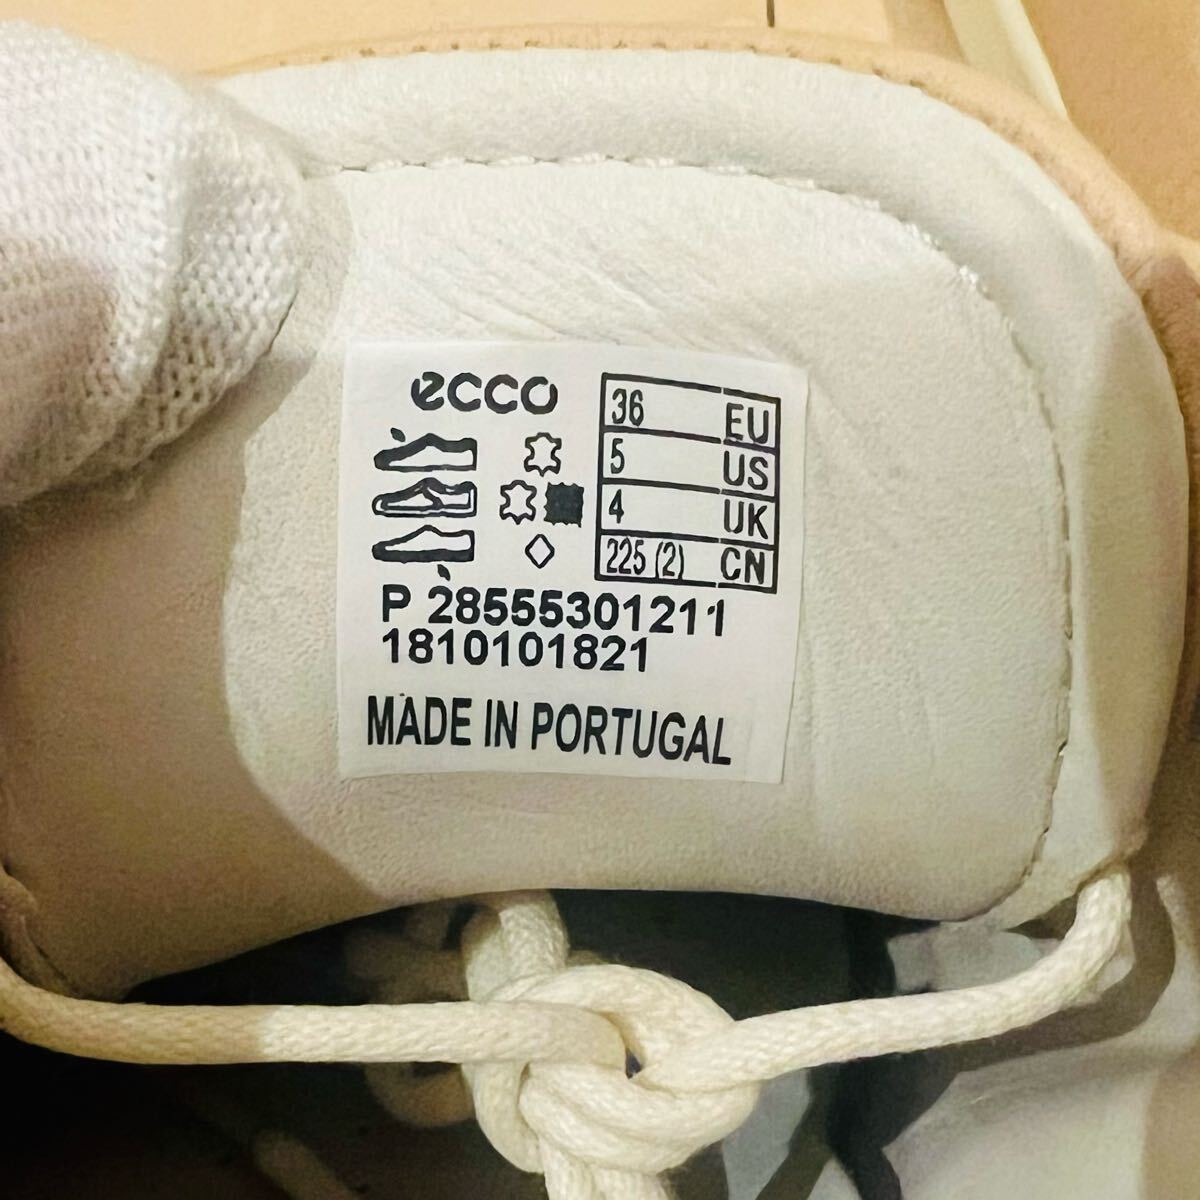 ecco
36 EU
5 US
4 UK
225 (2) CN
P 28555301211
1810101821
MADE IN PORTUGAL